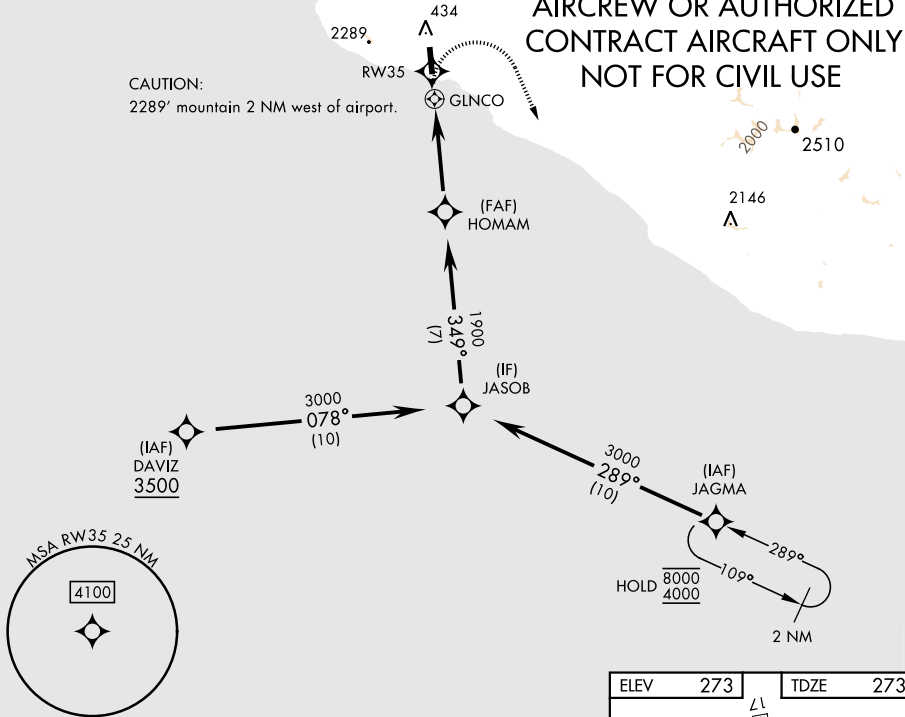 AIRCREW OR AUTHORIZED
CONTRACT AIRCRAFT ONLY
NOT FOR CIVIL USE
434
2289
RW35
GLNCO
CAUTION:
2289' mountain 2 NM west of airport.
2000
2510
2146
(FAF)
HOMAM
1900
349°
(7)
(IF)
JASOB
3000
078°
(10)
(IAF)
DAVIZ
3500
3000
289°
(10)
(IAF)
JAGMA
289°
109°
HOLD 8000
4000
2 NM
MSA RW35 25 NM
4100
ELEV 273
TDZE 273
17